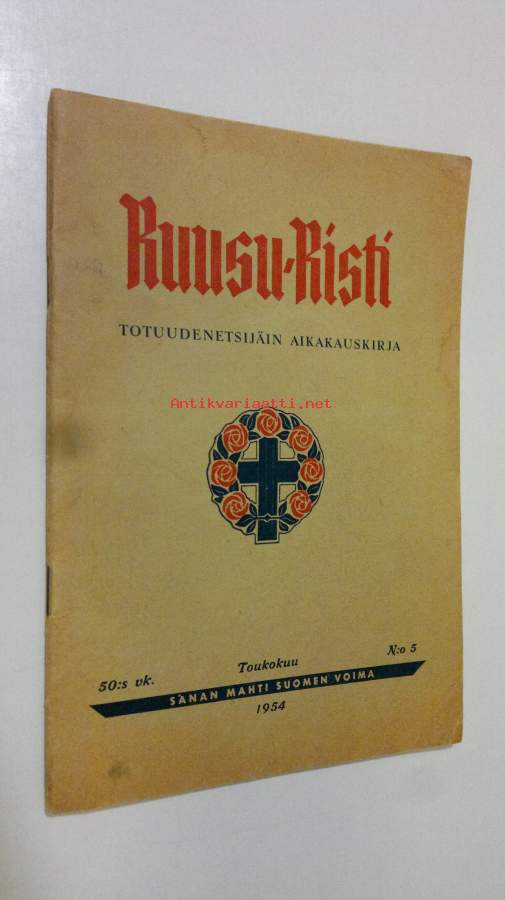 Ruusu-Risti
TOTUUDENETSIJÄIN AIKAKAUSKIRJA
Antikvariaatti.net
50:s vk. Toukokuu N:o 5
SANAN MAHTI SUOMEN VOIMA
1954